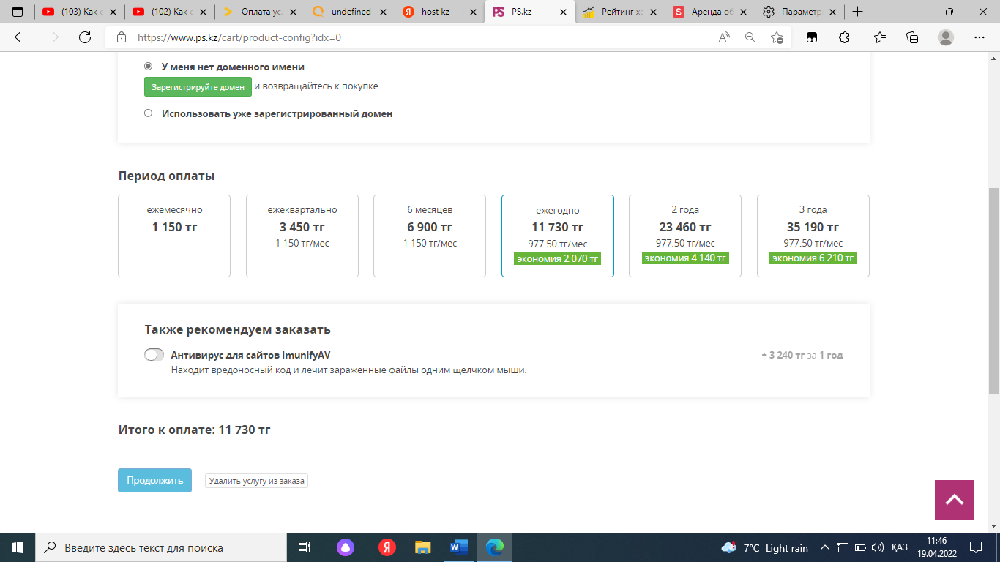 (103) Как с
(102) Как с
Оплата усл
undefined
host kz —
PS.kz
Рейтинг хо
Аренда об
Параметр
https://www.ps.kz/cart/product-config?idx=0
У меня нет доменного имени
Зарегистрируйте домен и возвращайтесь к покупке.
Использовать уже зарегистрированный домен
Период оплаты
ежемесячно
1 150 тг
ежеквартально
3 450 тг
1 150 тг/мес
6 месяцев
6 900 тг
1 150 тг/мес
ежегодно
11 730 тг
977.50 тг/мес
экономия 2 070 тг
2 года
23 460 тг
977.50 тг/мес
экономия 4 140 тг
3 года
35 190 тг
977.50 тг/мес
экономия 6 210 тг
Также рекомендуем заказать
Антивирус для сайтов ImunifyAV
+ 3 240 тг за 1 год
Находит вредоносный код и лечит зараженные файлы одним щелчком мыши.
Итого к оплате: 11 730 тг
Продолжить
Удалить услугу из заказа
Введите здесь текст для поиска
7°C Light rain
ҚАЗ
11:46
19.04.2022